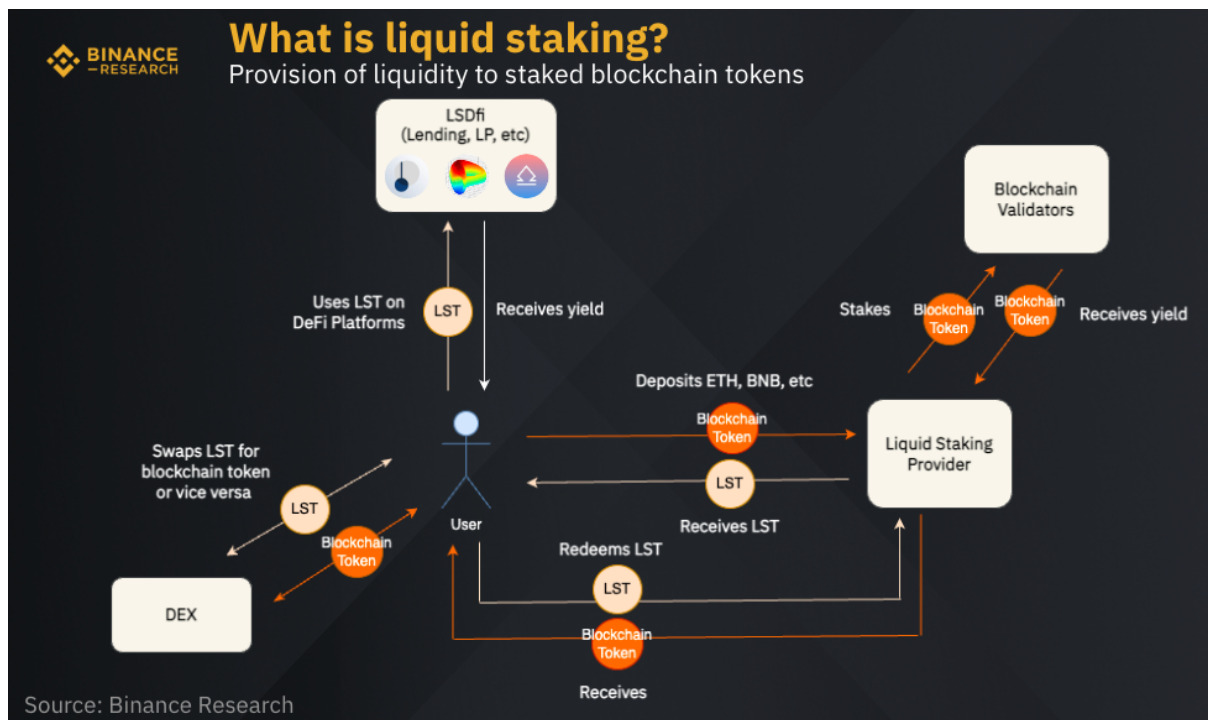 BINANCE
RESEARCH
What is liquid staking?
Provision of liquidity to staked blockchain tokens
LSDfi
(Lending, LP, etc)
Blockchain
Validators
Uses LST on
DeFi Platforms
LST
Receives yield
Stakes
Blockchain
Token
Blockchain
Token
Receives yield
Deposits ETH, BNB, etc
Blockchain
Token
Liquid Staking
Provider
LST
Receives LST
Swaps LST for
blockchain token
or vice versa
LST
Blockchain
Token
User
DEX
Redeems LST
LST
Blockchain
Token
Receives
Source: Binance Research